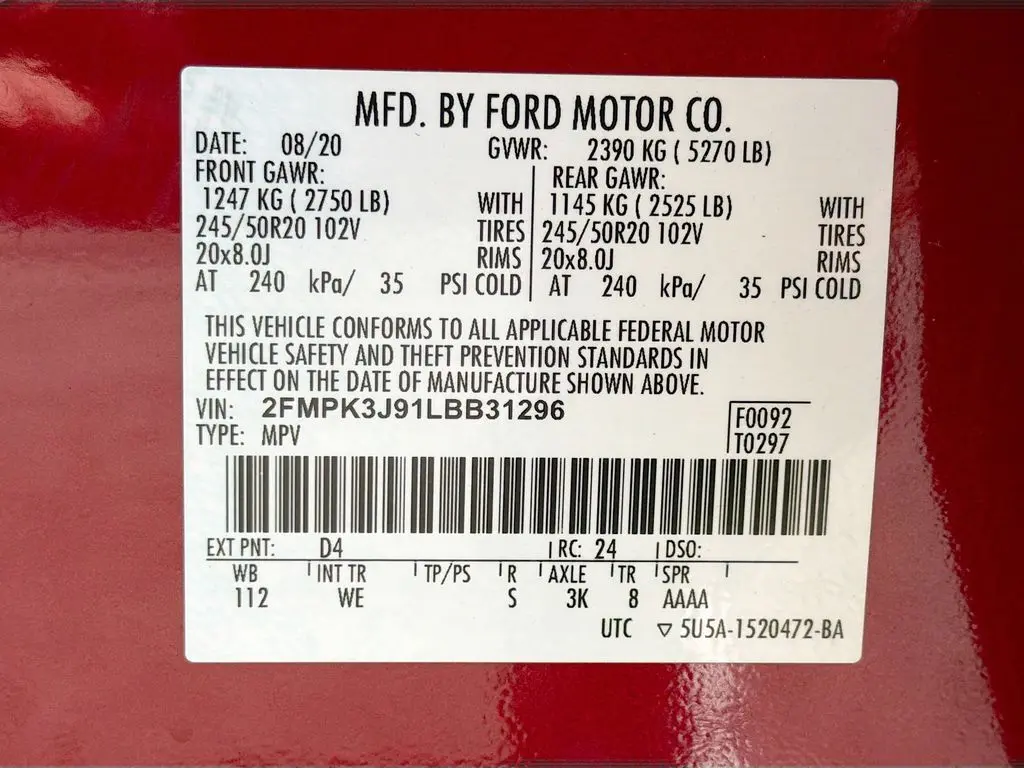 MFD. BY FORD MOTOR CO.
DATE: 08/20 GVWR: 2390 KG ( 5270 LB)
FRONT GAWR: REAR GAWR:
1247 KG ( 2750 LB) WITH 1145 KG ( 2525 LB) WITH
245/50R20 102V TIRES 245/50R20 102V TIRES
20x8.0J RIMS 20x8.0J RIMS
AT 240 kPa/ 35 PSI COLD AT 240 kPa/ 35 PSI COLD
THIS VEHICLE CONFORMS TO ALL APPLICABLE FEDERAL MOTOR
VEHICLE SAFETY AND THEFT PREVENTION STANDARDS IN
EFFECT ON THE DATE OF MANUFACTURE SHOWN ABOVE.
VIN: 2FMPK3J91LBB31296 F0092
TYPE: MPV T0297
EXT PNT: D4 RC: 24 DSO:
WB INT TR TP/PS R AXLE TR SPR
112 WE S 3K 8 AAAA
UTC ▽ 5U5A-1520472-BA